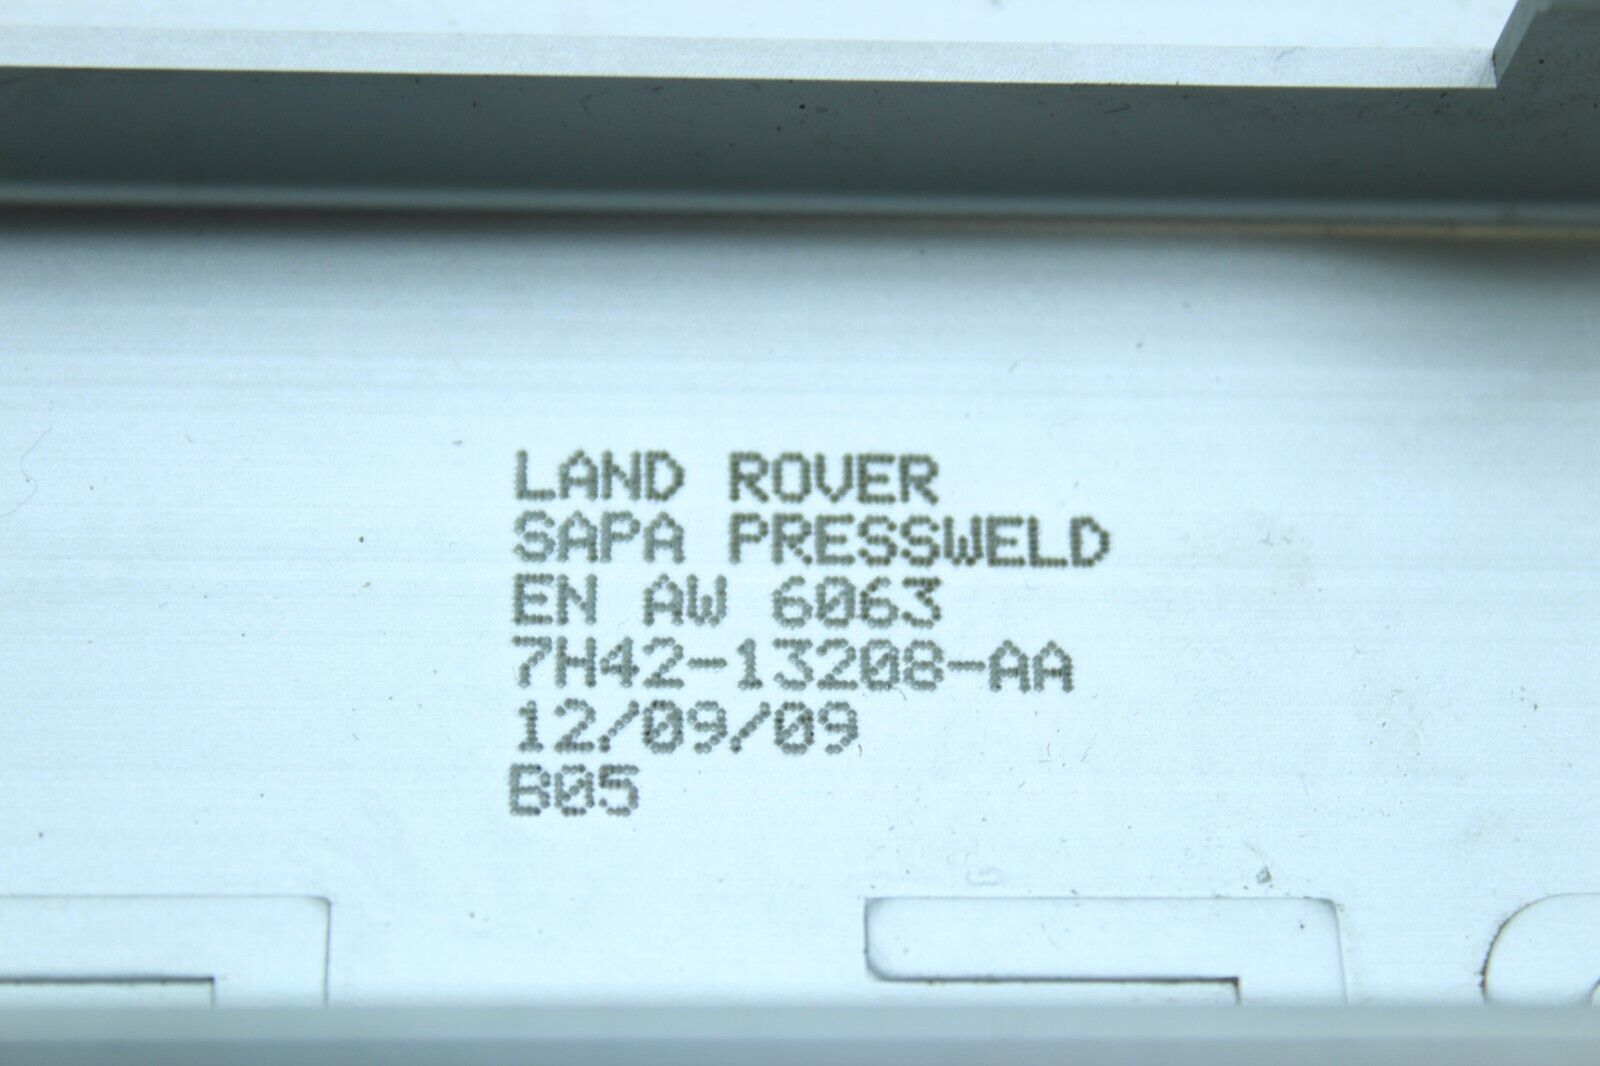 LAND ROVER
SAPA PRESSWELD
EN AW 6063
7H42-13208-AA
12/09/09
B05